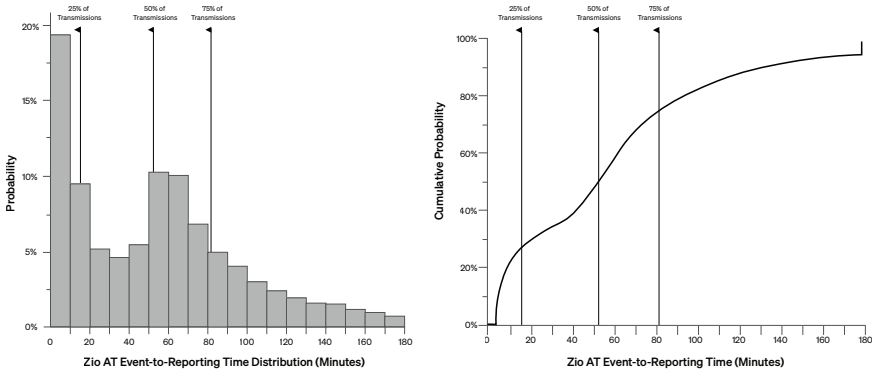 25% of
Transmissions
50% of
Transmissions
75% of
Transmissions
20%
15%
10%
5%
0%
Probability
0 20 40 60 80 100 120 140 160 180
Zio AT Event-to-Reporting Time Distribution (Minutes)
25% of
Transmissions
50% of
Transmissions
75% of
Transmissions
100%
80%
60%
40%
20%
0%
Cumulative Probability
0 20 40 60 80 100 120 140 160 180
Zio AT Event-to-Reporting Time (Minutes)